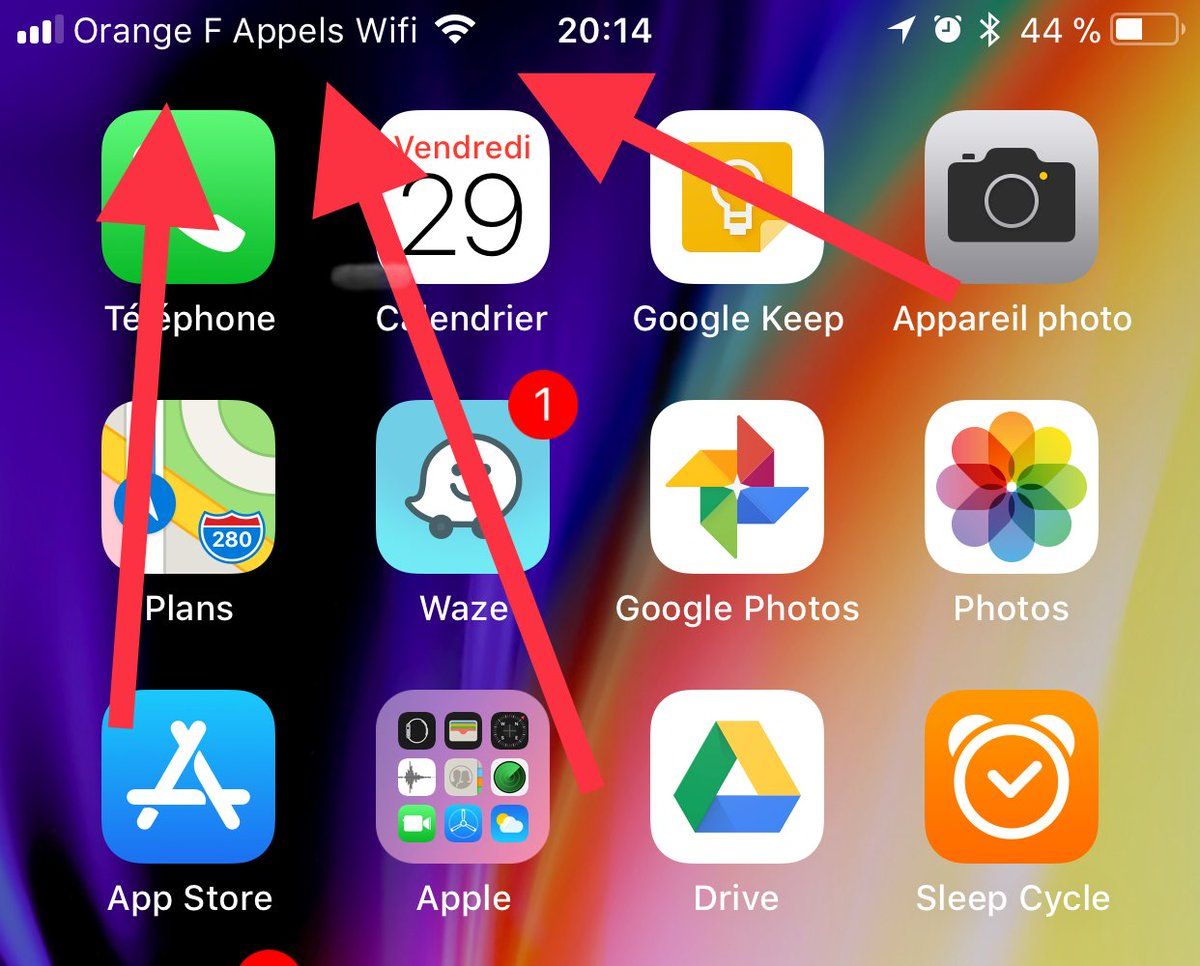 Orange F Appels Wifi 20:14 44 %
Vendredi
29
Téléphone Calendrier Google Keep Appareil photo
1
280
Plans Waze Google Photos Photos
App Store Apple Drive Sleep Cycle